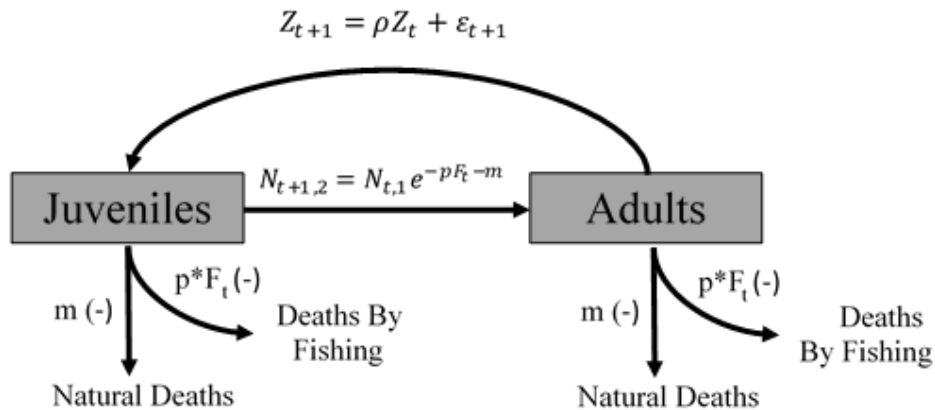 Z_{t+1} = ρZ_t + ε_{t+1}
N_{t+1,2} = N_{t,1} e^{-pF_t-m}
Juveniles
Adults
p*F_t (-)
m (-)
Deaths By
Fishing
Natural Deaths
p*F_t (-)
m (-)
Deaths
By Fishing
Natural Deaths